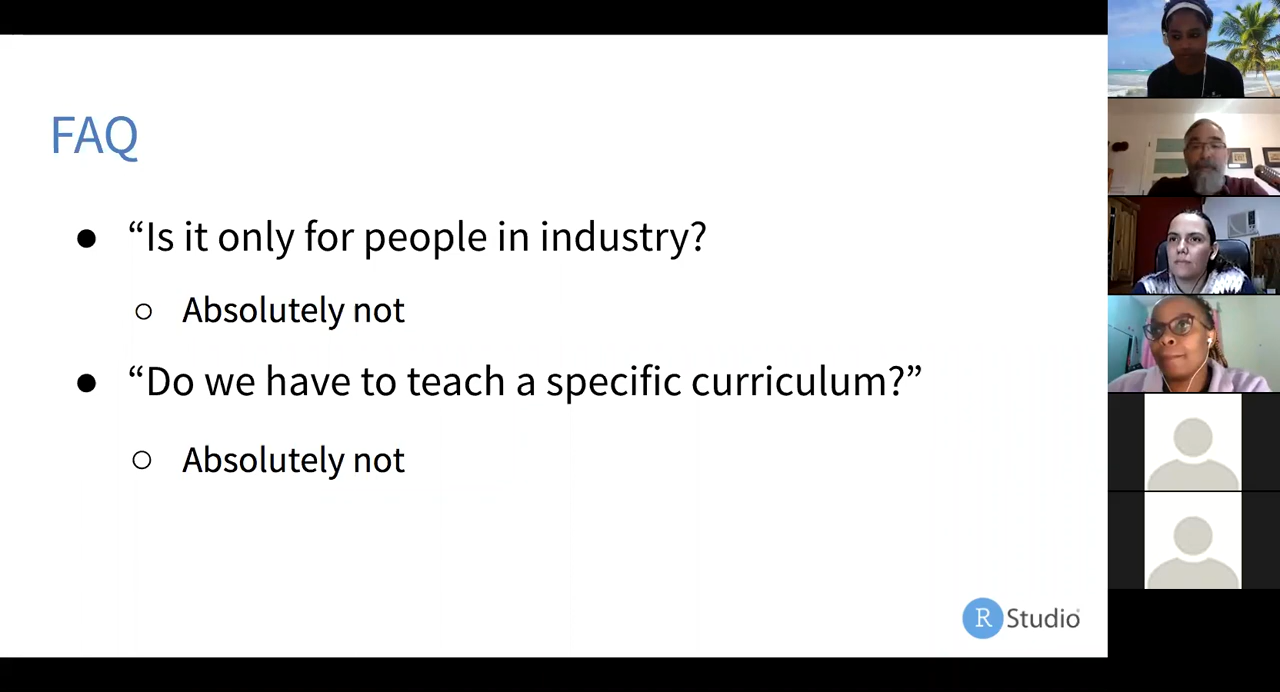 FAQ
● “Is it only for people in industry?
○ Absolutely not
● “Do we have to teach a specific curriculum?”
○ Absolutely not
R Studio®